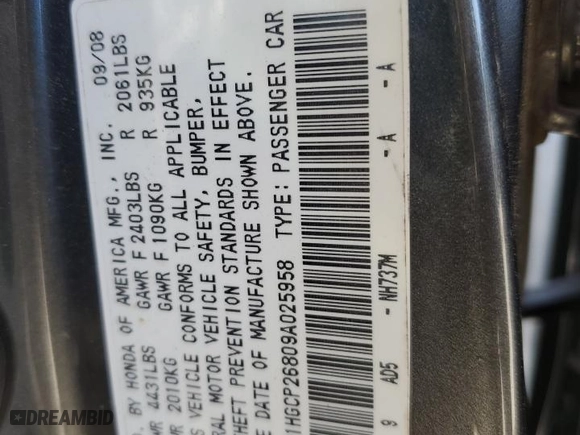 . BY HONDA OF AMERICA MFG., INC. 09/08
4431LBS GAWR F 2403LBS R 2061LBS
2010KG GAWR F 1090KG R 935KG
VEHICLE CONFORMS TO ALL APPLICABLE
MOTOR VEHICLE SAFETY, BUMPER,
PREVENTION STANDARDS IN EFFECT
DATE OF MANUFACTURE SHOWN ABOVE.
1HGCP26809A025958 TYPE: PASSENGER CAR
9 AD5 - NH737M - A - A
DREAMBID